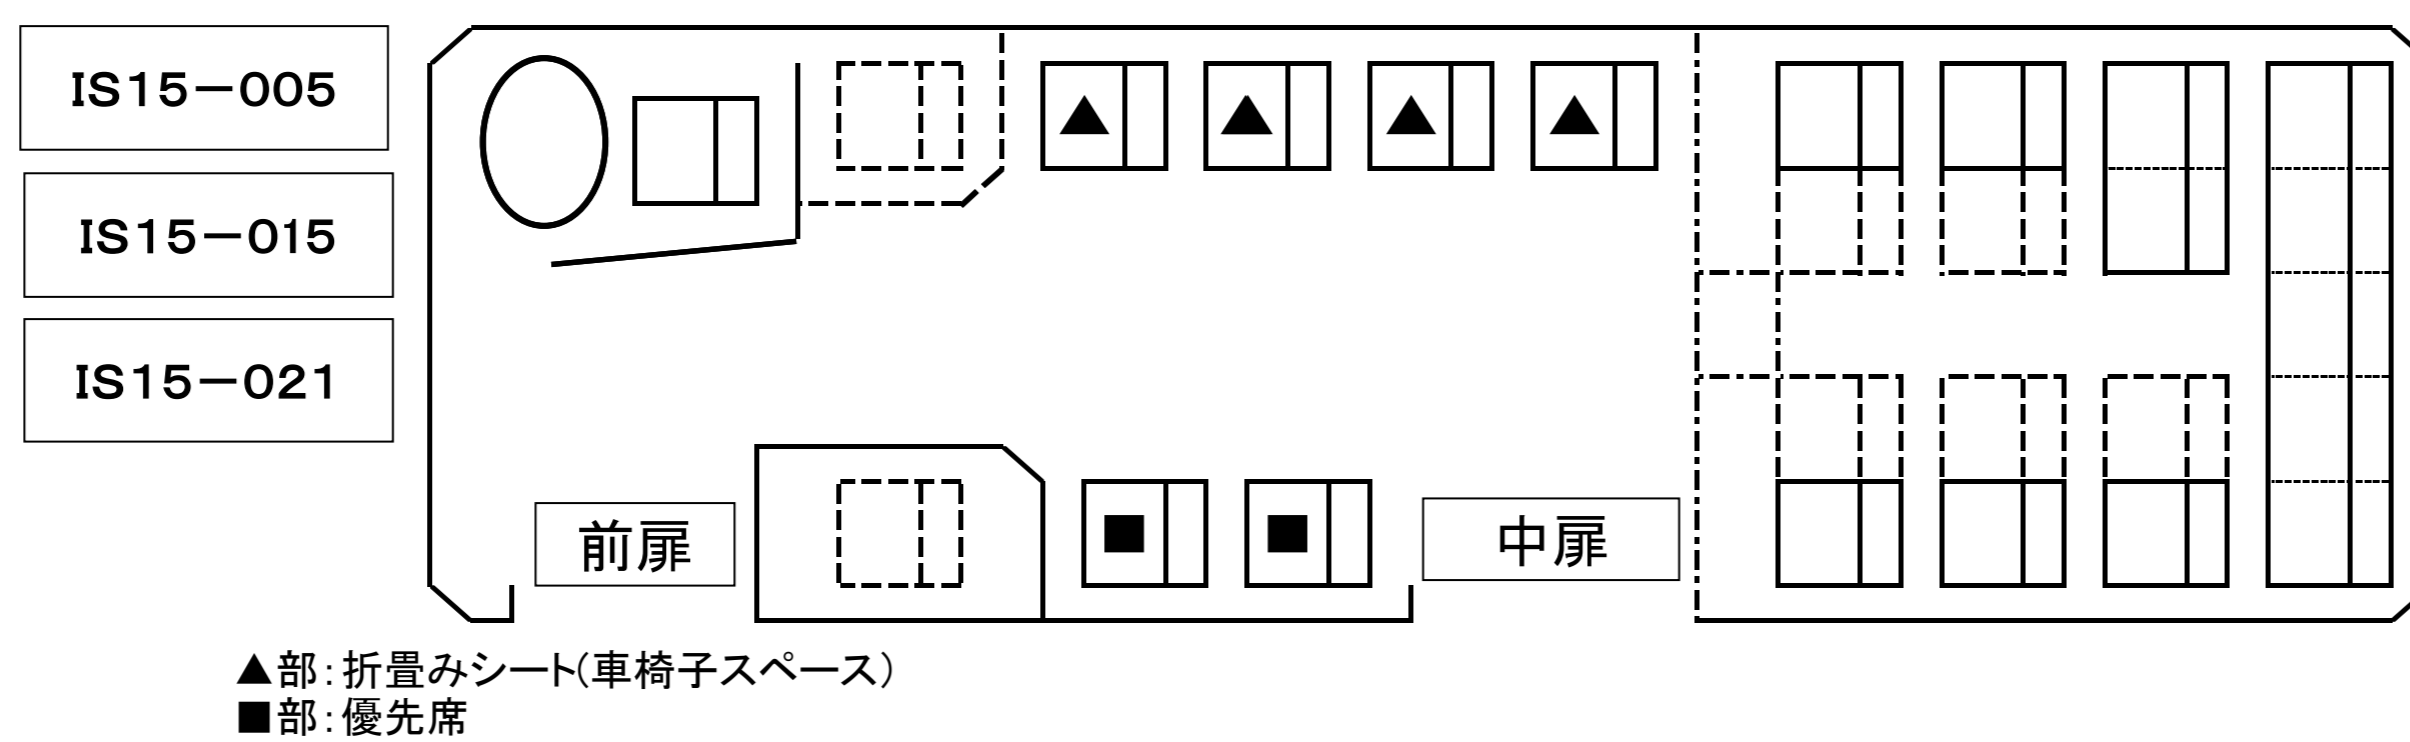 IS15－005
IS15－015
IS15－021
前扉
中扉
▲部：折畳みシート(車椅子スペース)
■部：優先席